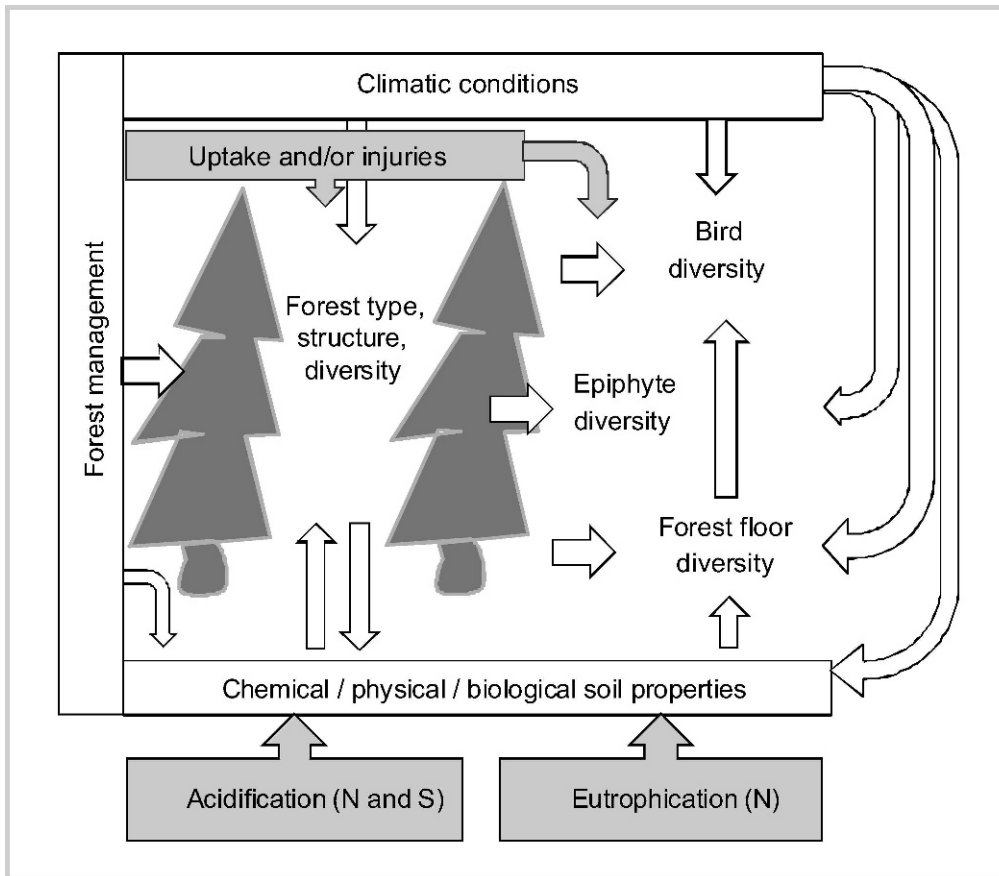 Climatic conditions
Uptake and/or injuries
Forest management
Bird
diversity
Forest type,
structure,
diversity
Epiphyte
diversity
Forest floor
diversity
Chemical / physical / biological soil properties
Acidification (N and S)
Eutrophication (N)